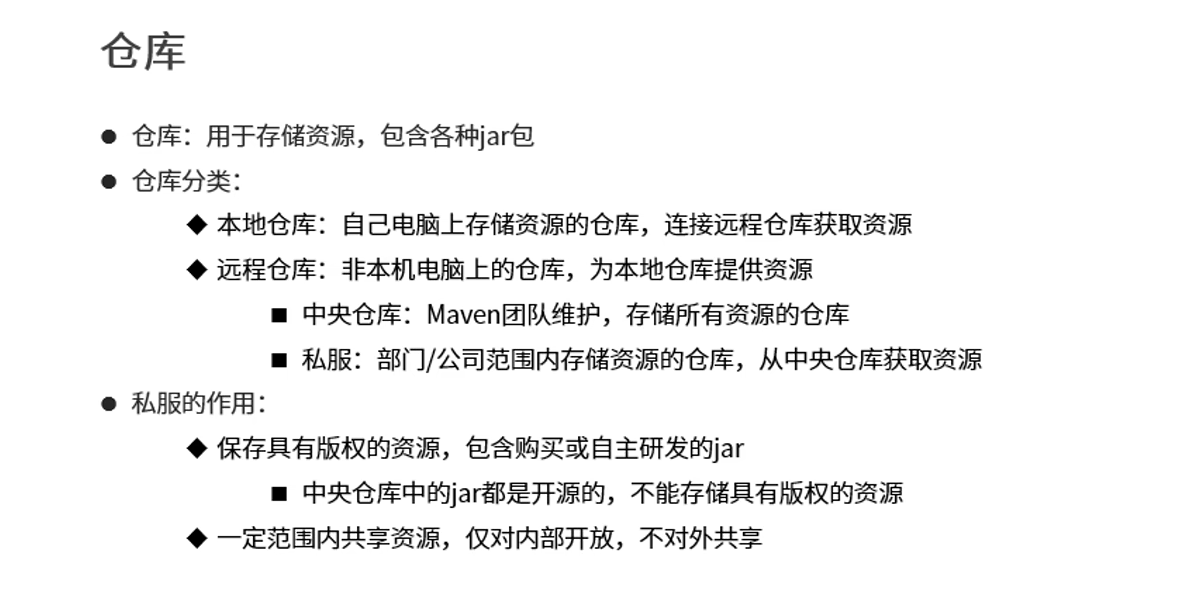 仓库
● 仓库：用于存储资源，包含各种jar包
● 仓库分类：
◆ 本地仓库：自己电脑上存储资源的仓库，连接远程仓库获取资源
◆ 远程仓库：非本机电脑上的仓库，为本地仓库提供资源
■ 中央仓库：Maven团队维护，存储所有资源的仓库
■ 私服：部门/公司范围内存储资源的仓库，从中央仓库获取资源
● 私服的作用：
◆ 保存具有版权的资源，包含购买或自主研发的jar
■ 中央仓库中的jar都是开源的，不能存储具有版权的资源
◆ 一定范围内共享资源，仅对内部开放，不对外共享